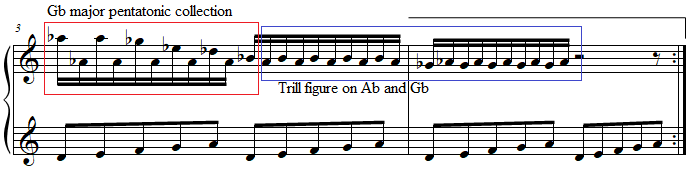 Gb major pentatonic collection
3
Trill figure on Ab and Gb